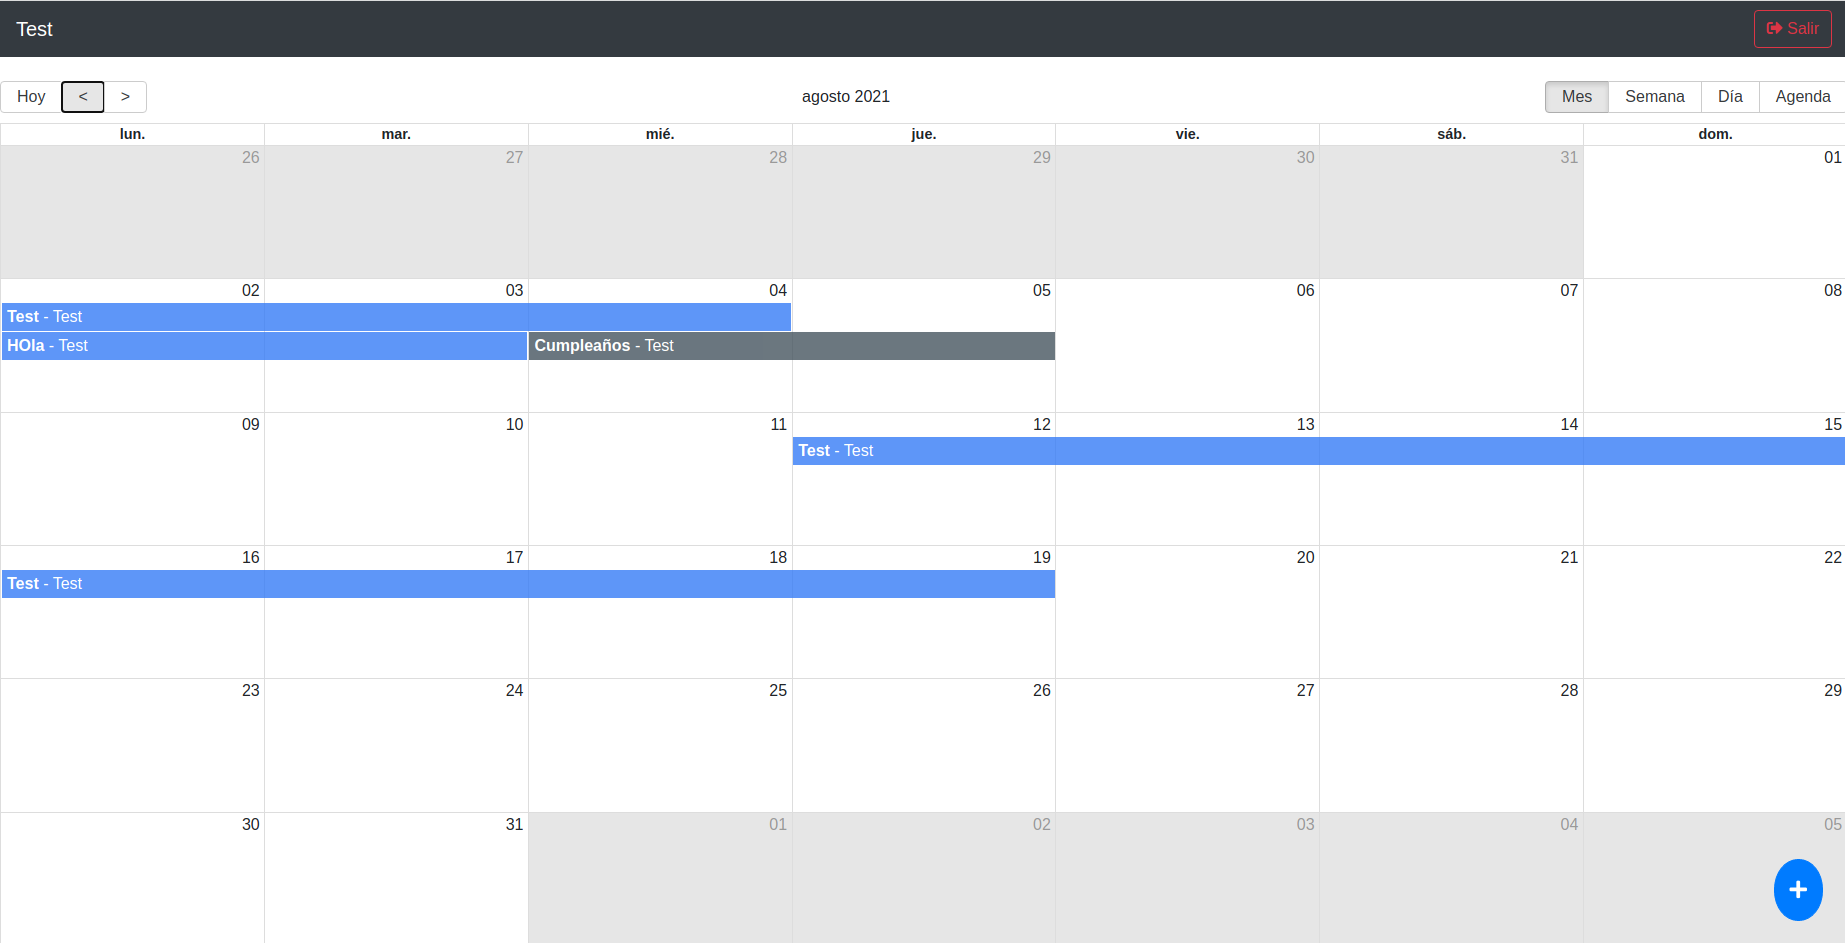 Test Salir
Hoy < > agosto 2021 Mes Semana Día Agenda
lun. mar. mié. jue. vie. sáb. dom.
26 27 28 29 30 31 01
02 03 04 05 06 07 08
Test - Test
HOla - Test Cumpleaños - Test
09 10 11 12 13 14 15
Test - Test
16 17 18 19 20 21 22
Test - Test
23 24 25 26 27 28 29
30 31 01 02 03 04 05
+